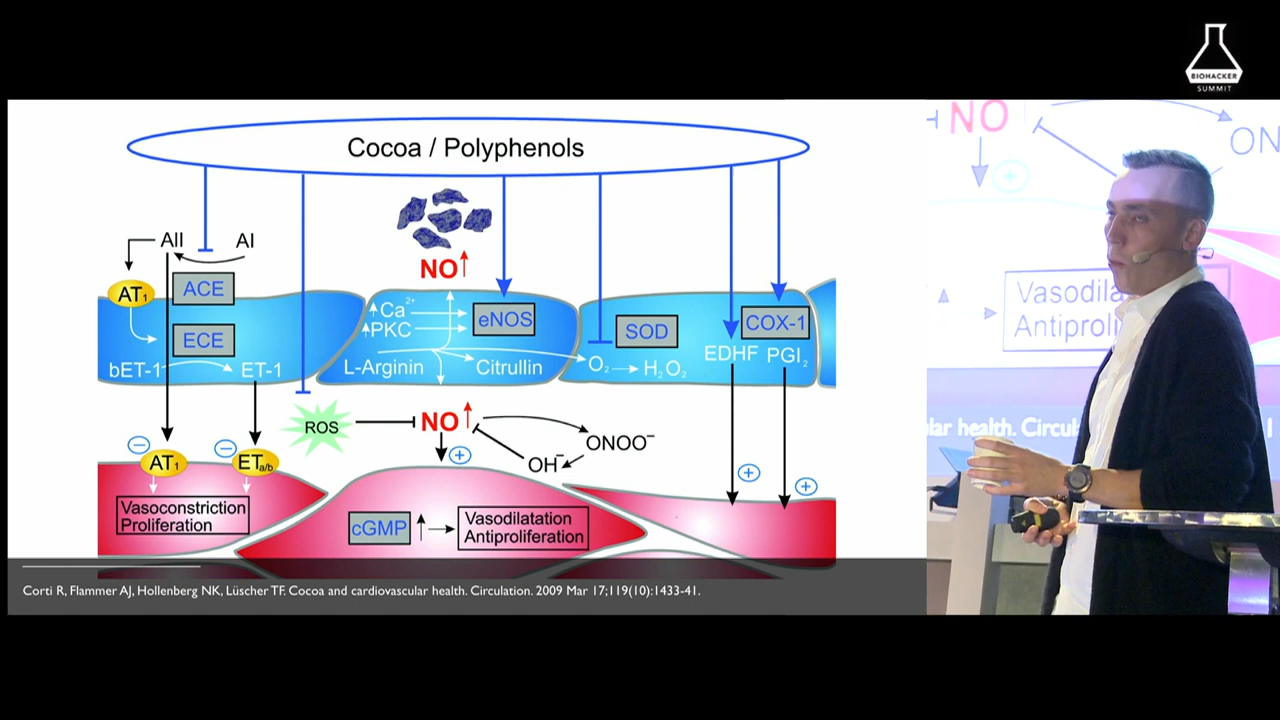 BIOHACKER
SUMMIT
Cocoa / Polyphenols
AII
AI
NO
AT1
ACE
ECE
bET-1
ET-1
Ca2+
PKC
eNOS
L-Arginin
Citrullin
SOD
O2
H2O2
COX-1
EDHF
PGI2
ROS
NO
ONOO−
OH−
−
AT1
−
ETa/b
+
+
+
Vasoconstriction
Proliferation
cGMP
Vasodilatation
Antiproliferation
Corti R, Flammer AJ, Hollenberg NK, Lüscher TF. Cocoa and cardiovascular health. Circulation. 2009 Mar 17;119(10):1433-41.
NO
ON
+
Vasodila
Antiproli
lar health. Circul